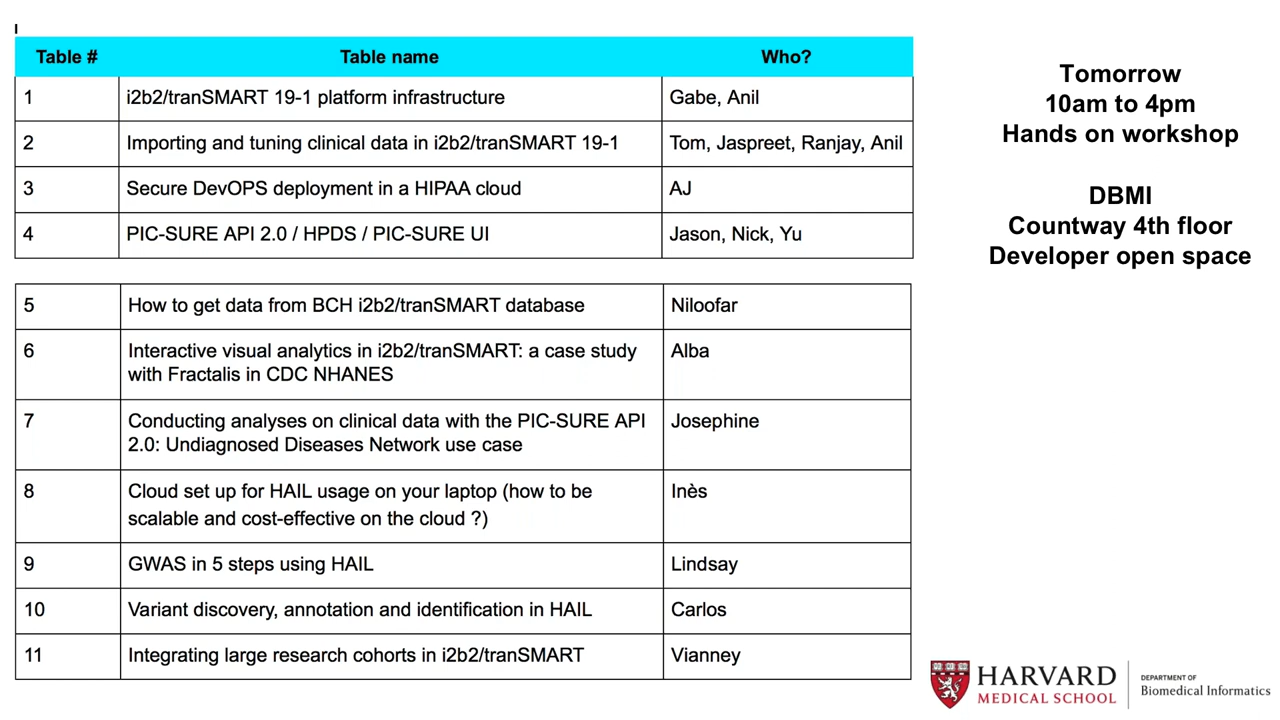 Table # Table name Who?
1 i2b2/tranSMART 19-1 platform infrastructure Gabe, Anil
2 Importing and tuning clinical data in i2b2/tranSMART 19-1 Tom, Jaspreet, Ranjay, Anil
3 Secure DevOPS deployment in a HIPAA cloud AJ
4 PIC-SURE API 2.0 / HPDS / PIC-SURE UI Jason, Nick, Yu
5 How to get data from BCH i2b2/tranSMART database Niloofar
6 Interactive visual analytics in i2b2/tranSMART: a case study Alba
with Fractalis in CDC NHANES
7 Conducting analyses on clinical data with the PIC-SURE API Josephine
2.0: Undiagnosed Diseases Network use case
8 Cloud set up for HAIL usage on your laptop (how to be Inès
scalable and cost-effective on the cloud ?)
9 GWAS in 5 steps using HAIL Lindsay
10 Variant discovery, annotation and identification in HAIL Carlos
11 Integrating large research cohorts in i2b2/tranSMART Vianney
Tomorrow
10am to 4pm
Hands on workshop
DBMI
Countway 4th floor
Developer open space
HARVARD
MEDICAL SCHOOL
DEPARTMENT OF
Biomedical Informatics